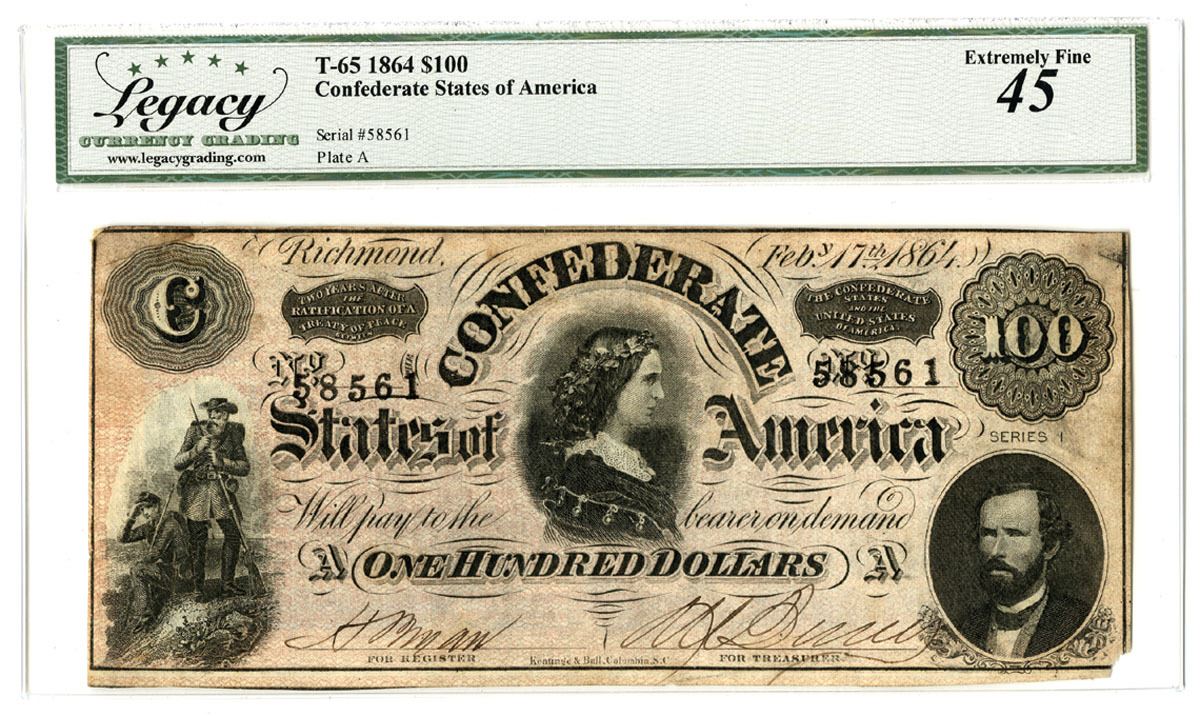 Legacy
CURRENCY GRADING
www.legacygrading.com
T-65 1864 $100
Confederate States of America
Serial #58561
Plate A
Extremely Fine
45
Richmond,
Feby. 17th 1864.
C
TWO YEARS AFTER
THE
RATIFICATION OF A
TREATY OF PEACE
BETWEEN
THE CONFEDERATE
STATES
AND THE
UNITED STATES
OF AMERICA.
100
CONFEDERATE
No 58561
No 58561
States of America
SERIES 1
Will pay to the bearer on demand
A ONE HUNDRED DOLLARS A
FOR REGISTER
Keatinge & Ball, Columbia, S.C.
FOR TREASURER